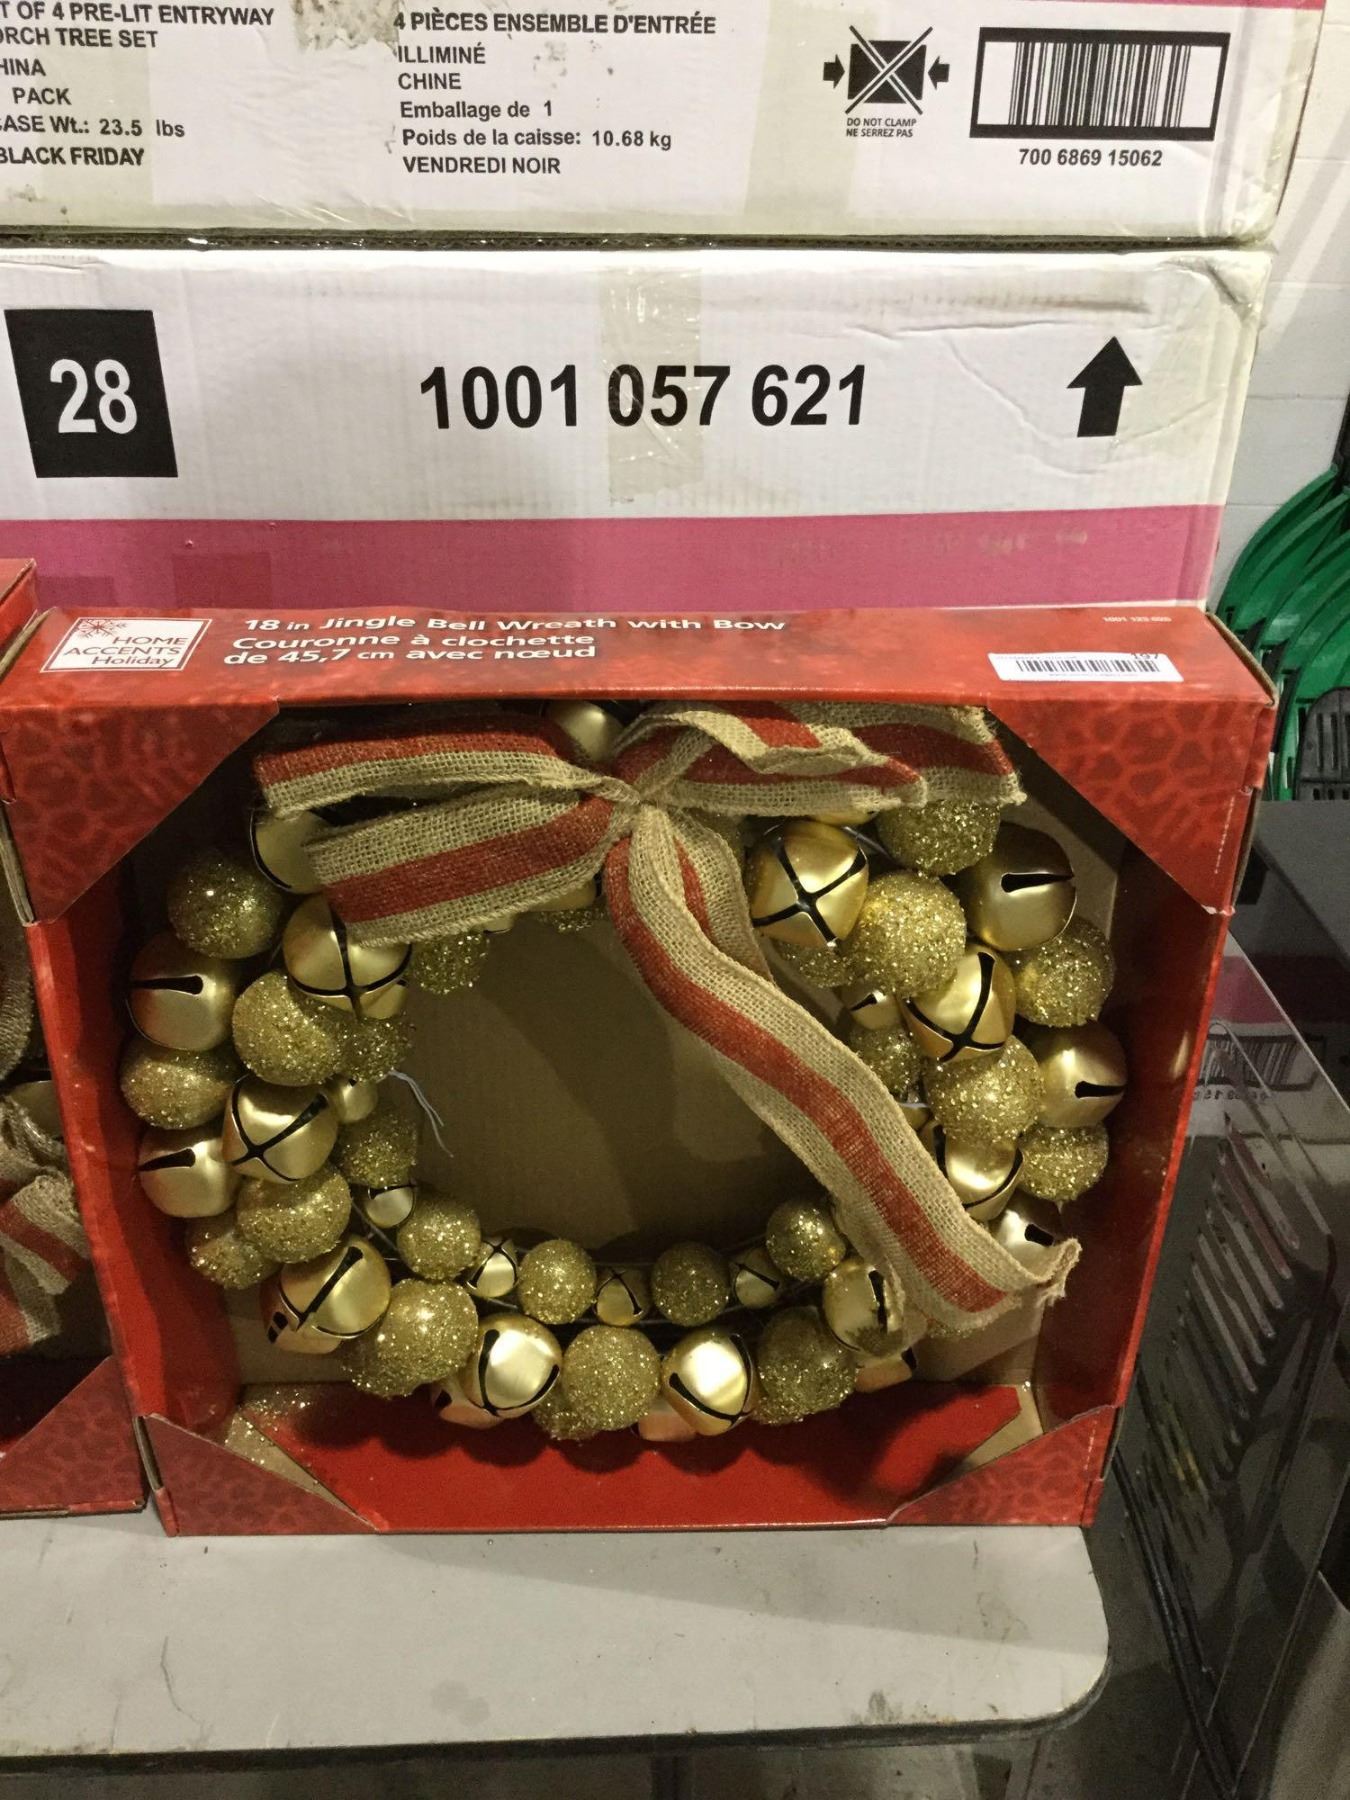 T OF 4 PRE-LIT ENTRYWAY
ORCH TREE SET
HINA
PACK
CASE Wt.: 23.5 lbs
BLACK FRIDAY
4 PIÈCES ENSEMBLE D'ENTRÉE
ILLIMINÉ
CHINE
Emballage de 1
Poids de la caisse: 10.68 kg
VENDREDI NOIR
DO NOT CLAMP
NE SERREZ PAS
700 6869 15062
28
1001 057 621
HOME
ACCENTS
Holiday
18 in Jingle Bell Wreath with Bow
Couronne à clochette
de 45,7 cm avec nœud
197